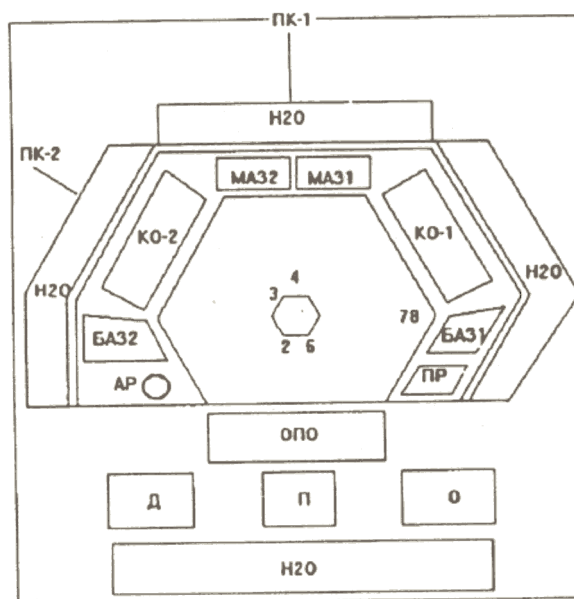 ПК-1
Н2О
ПК-2
МАЗ2 МАЗ1
КО-2
КО-1
4
Н2О
3
Н2О
78
БАЗ2
2 6
БАЗ1
АР
ПР
ОПО
Д П О
Н2О